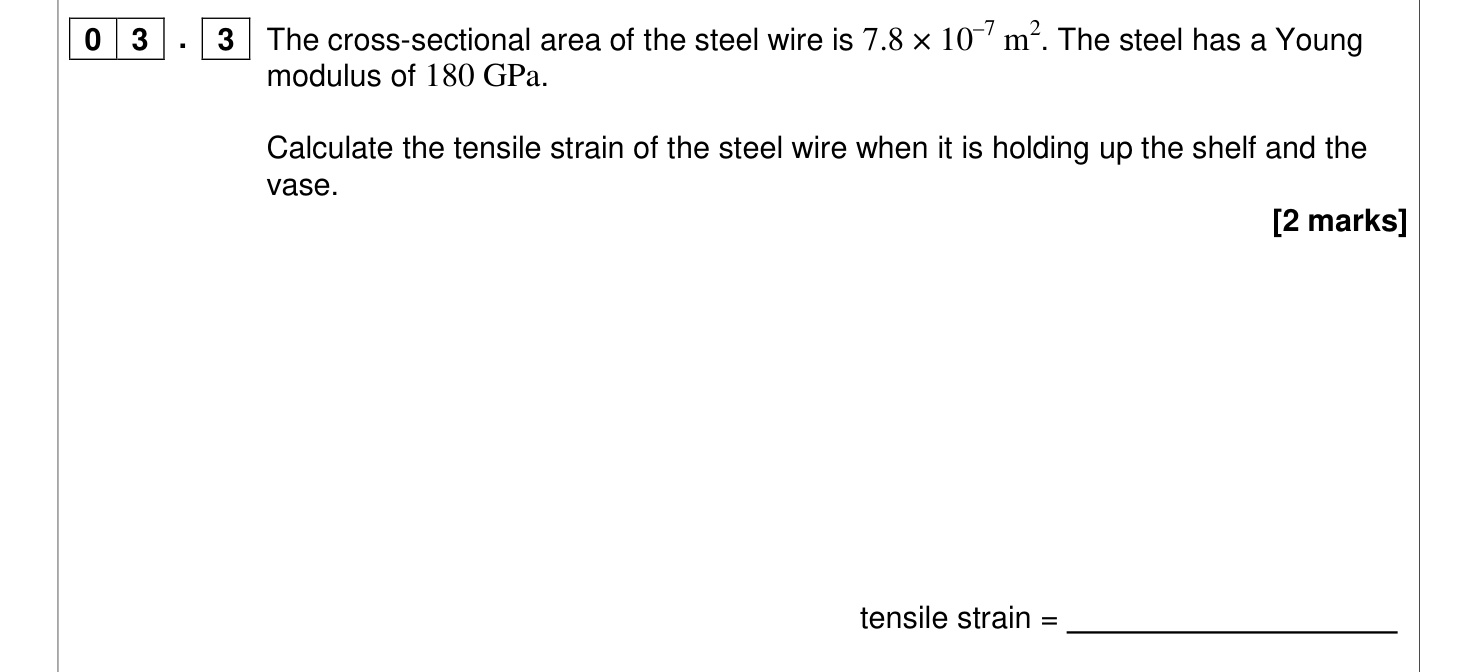 0 3 . 3 The cross-sectional area of the steel wire is 7.8 × 10⁻⁷ m². The steel has a Young
modulus of 180 GPa.
Calculate the tensile strain of the steel wire when it is holding up the shelf and the
vase.
[2 marks]
tensile strain = ____________________